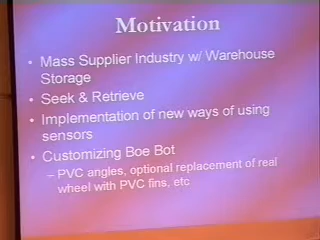 Motivation
• Mass Supplier Industry w/ Warehouse
Storage
• Seek & Retrieve
• Implementation of new ways of using
sensors
• Customizing Boe Bot
– PVC angles, optional replacement of real
wheel with PVC fins, etc